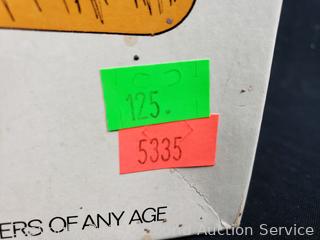 125.
5335
ERS OF ANY AGE
Auction Service